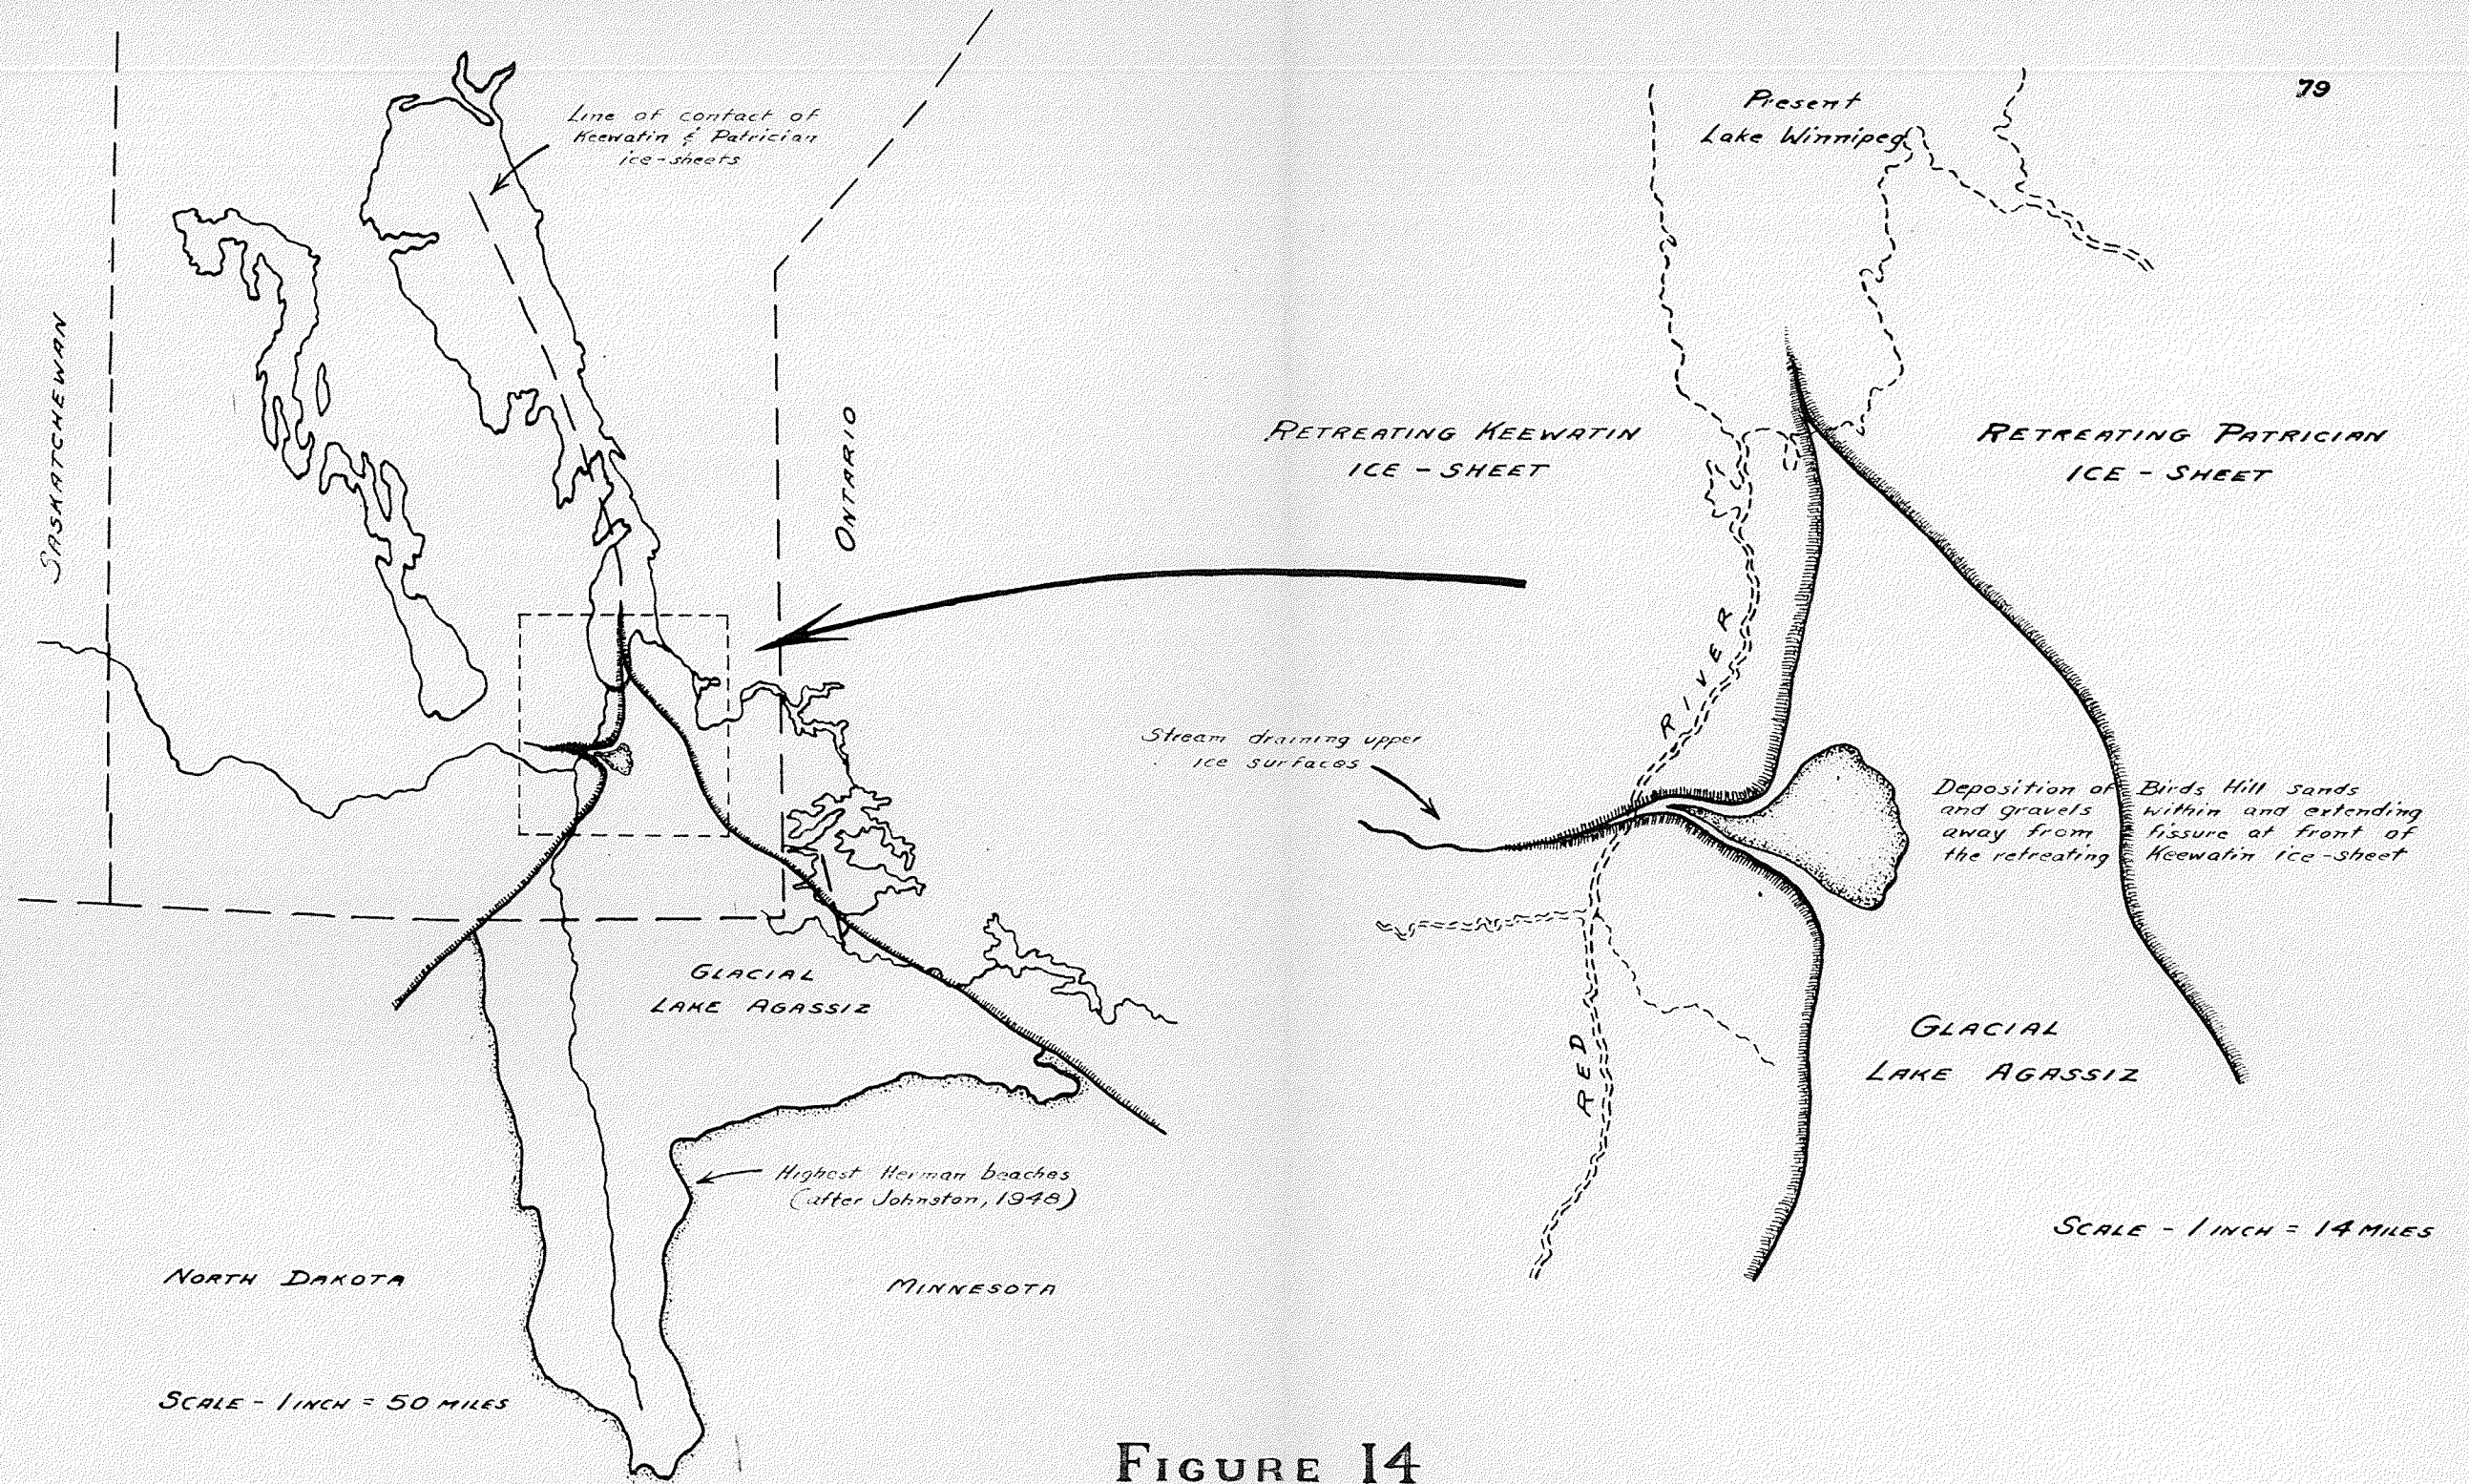 79
Line of contact of
Keewatin & Patrician
ice-sheets
SASKATCHEWAN
ONTARIO
GLACIAL
LAKE AGASSIZ
Highest Herman beaches
(after Johnston, 1948)
NORTH DAKOTA
MINNESOTA
SCALE - 1 INCH = 50 MILES
Present
Lake Winnipeg
RETREATING KEEWATIN
ICE - SHEET
RETREATING PATRICIAN
ICE - SHEET
RED RIVER
Stream draining upper
ice surfaces
Deposition of Birds Hill sands
and gravels within and extending
away from fissure at front of
the retreating Keewatin ice-sheet
GLACIAL
LAKE AGASSIZ
SCALE - 1 INCH = 14 MILES
FIGURE 14